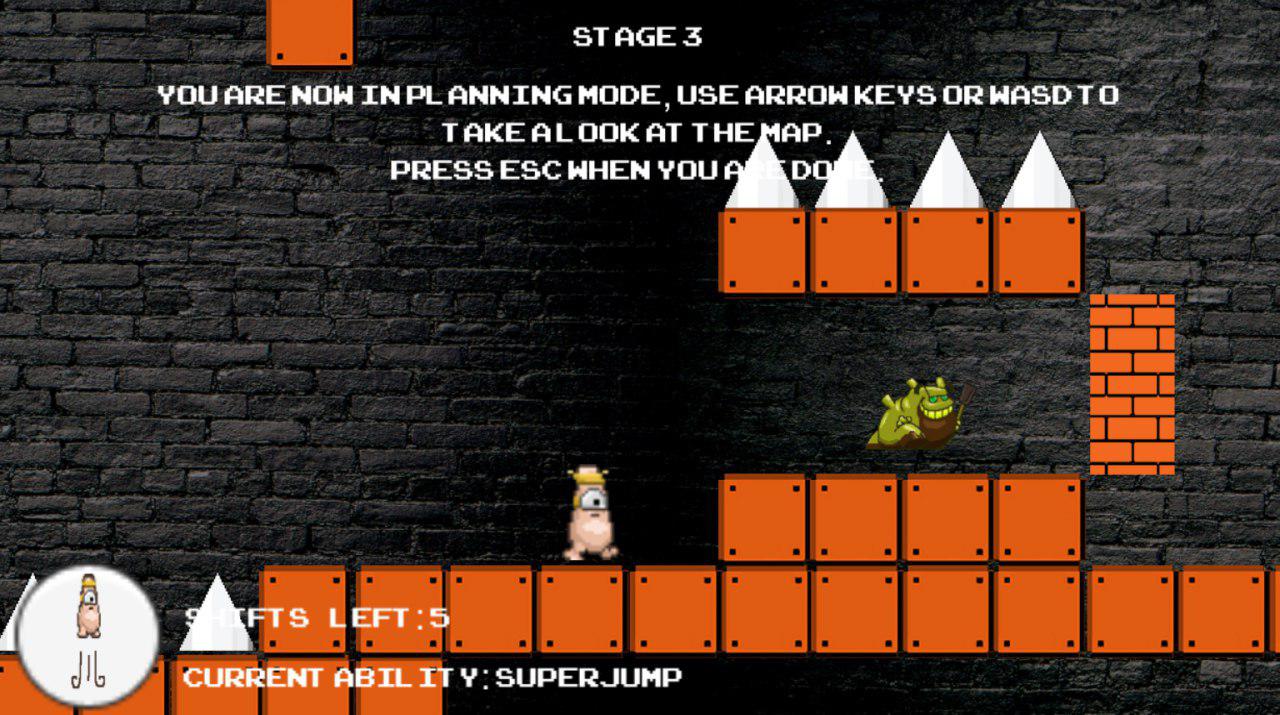 STAGE 3
YOU ARE NOW IN PLANNING MODE, USE ARROW KEYS OR WASD TO
TAKE A LOOK AT THE MAP.
PRESS ESC WHEN YOU ARE DONE.
SHIFTS LEFT:5
CURRENT ABILITY:SUPERJUMP